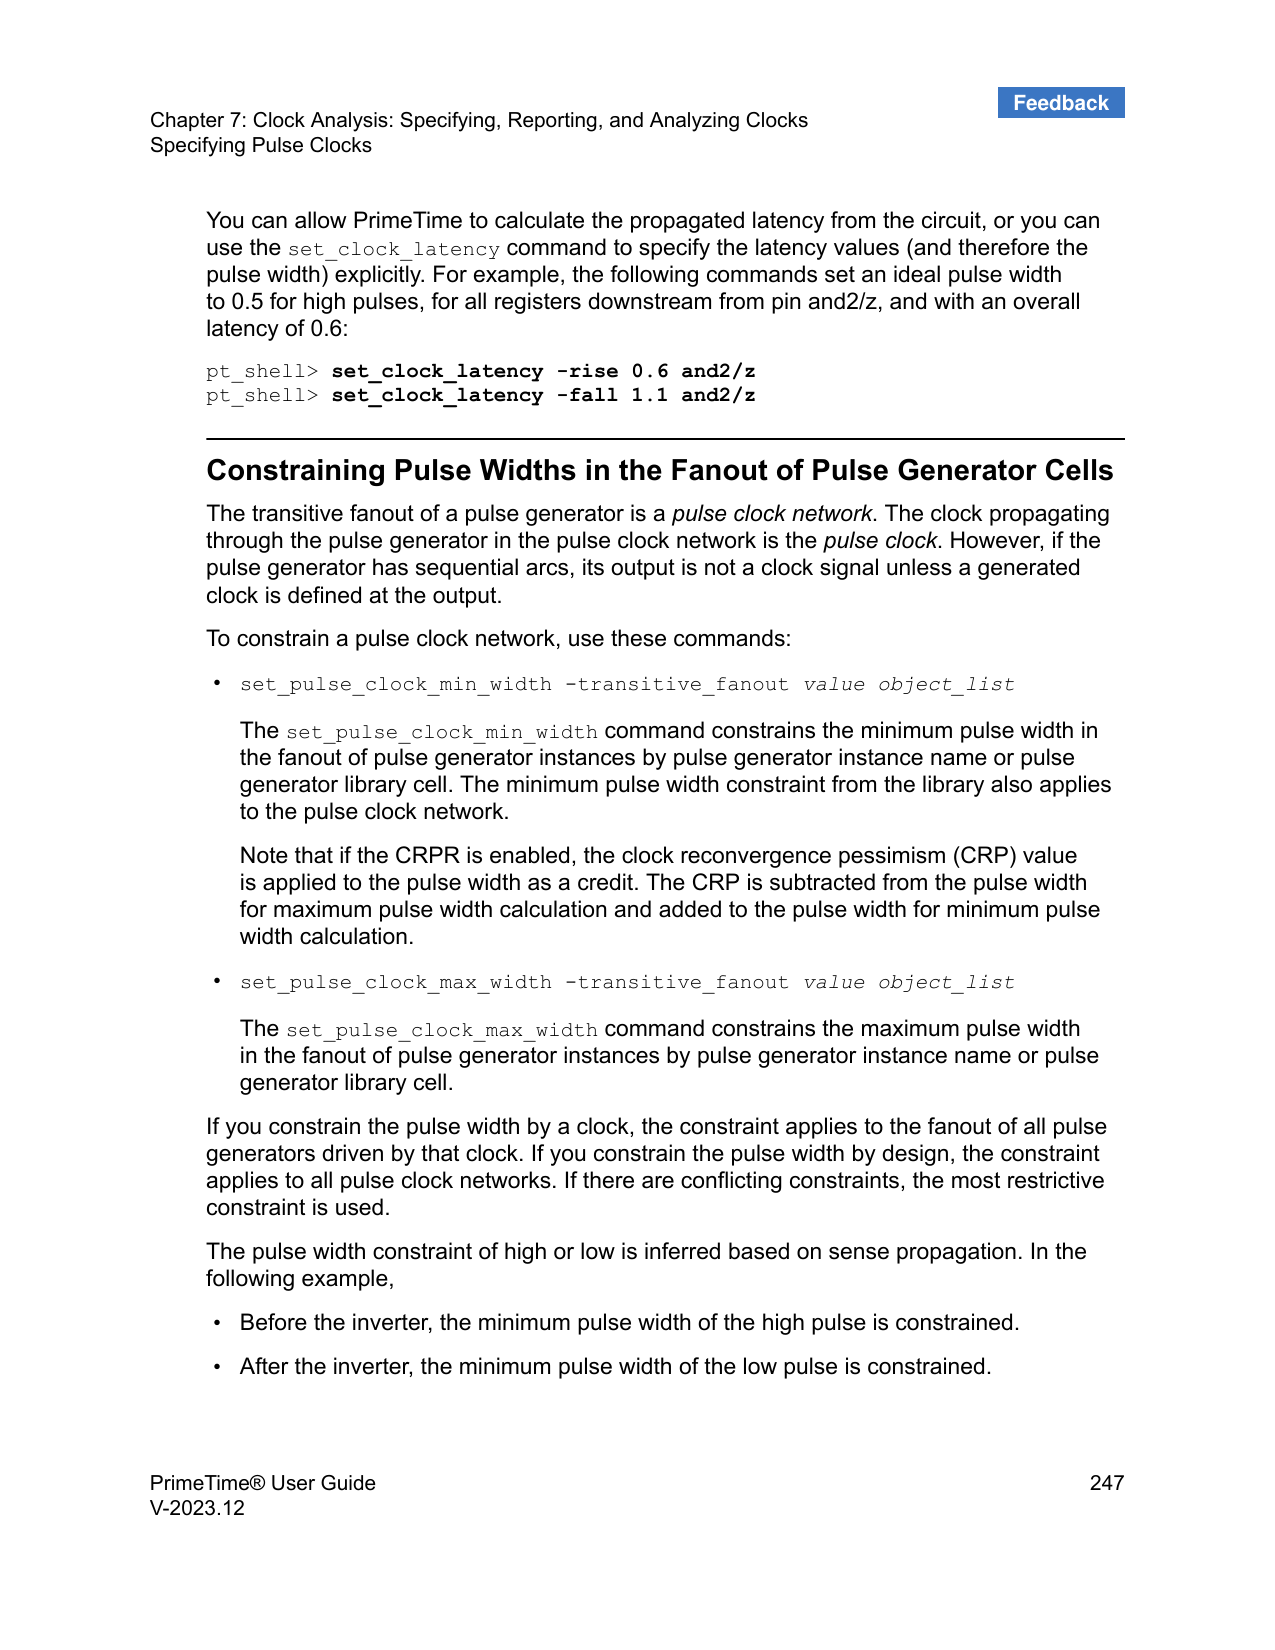 Feedback
Chapter 7: Clock Analysis: Specifying, Reporting, and Analyzing Clocks
Specifying Pulse Clocks
You can allow PrimeTime to calculate the propagated latency from the circuit, or you can
use the set_clock_latency command to specify the latency values (and therefore the
pulse width) explicitly. For example, the following commands set an ideal pulse width
to 0.5 for high pulses, for all registers downstream from pin and2/z, and with an overall
latency of 0.6:
pt_shell> set_clock_latency -rise 0.6 and2/z
pt_shell> set_clock_latency -fall 1.1 and2/z
Constraining Pulse Widths in the Fanout of Pulse Generator Cells
The transitive fanout of a pulse generator is a pulse clock network. The clock propagating
through the pulse generator in the pulse clock network is the pulse clock. However, if the
pulse generator has sequential arcs, its output is not a clock signal unless a generated
clock is defined at the output.
To constrain a pulse clock network, use these commands:
• set_pulse_clock_min_width -transitive_fanout value object_list
The set_pulse_clock_min_width command constrains the minimum pulse width in
the fanout of pulse generator instances by pulse generator instance name or pulse
generator library cell. The minimum pulse width constraint from the library also applies
to the pulse clock network.
Note that if the CRPR is enabled, the clock reconvergence pessimism (CRP) value
is applied to the pulse width as a credit. The CRP is subtracted from the pulse width
for maximum pulse width calculation and added to the pulse width for minimum pulse
width calculation.
• set_pulse_clock_max_width -transitive_fanout value object_list
The set_pulse_clock_max_width command constrains the maximum pulse width
in the fanout of pulse generator instances by pulse generator instance name or pulse
generator library cell.
If you constrain the pulse width by a clock, the constraint applies to the fanout of all pulse
generators driven by that clock. If you constrain the pulse width by design, the constraint
applies to all pulse clock networks. If there are conflicting constraints, the most restrictive
constraint is used.
The pulse width constraint of high or low is inferred based on sense propagation. In the
following example,
• Before the inverter, the minimum pulse width of the high pulse is constrained.
• After the inverter, the minimum pulse width of the low pulse is constrained.
PrimeTime® User Guide
247
V-2023.12